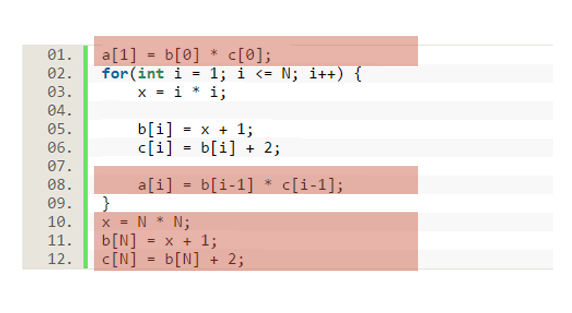 01. a[1] = b[0] * c[0];
02. for(int i = 1; i <= N; i++) {
03. x = i * i;
04.
05. b[i] = x + 1;
06. c[i] = b[i] + 2;
07.
08. a[i] = b[i-1] * c[i-1];
09. }
10. x = N * N;
11. b[N] = x + 1;
12. c[N] = b[N] + 2;